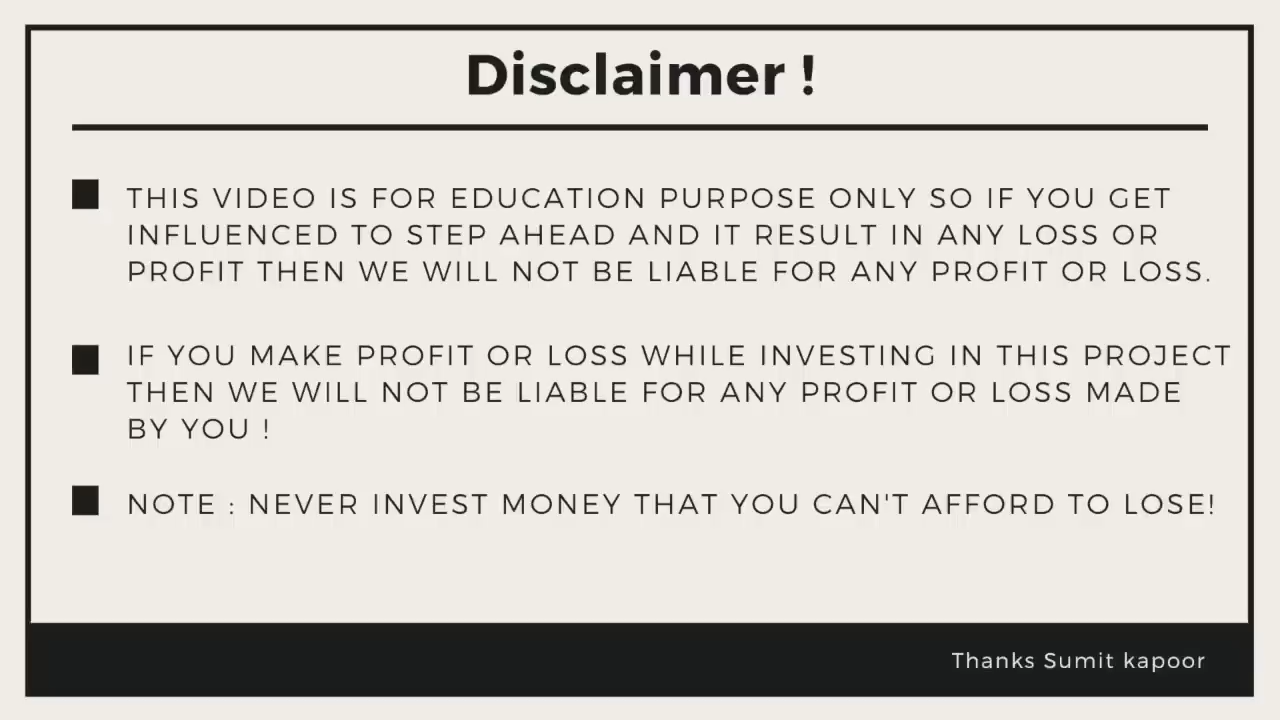 Disclaimer !
THIS VIDEO IS FOR EDUCATION PURPOSE ONLY SO IF YOU GET
INFLUENCED TO STEP AHEAD AND IT RESULT IN ANY LOSS OR
PROFIT THEN WE WILL NOT BE LIABLE FOR ANY PROFIT OR LOSS.
IF YOU MAKE PROFIT OR LOSS WHILE INVESTING IN THIS PROJECT
THEN WE WILL NOT BE LIABLE FOR ANY PROFIT OR LOSS MADE
BY YOU !
NOTE : NEVER INVEST MONEY THAT YOU CAN'T AFFORD TO LOSE!
Thanks Sumit kapoor